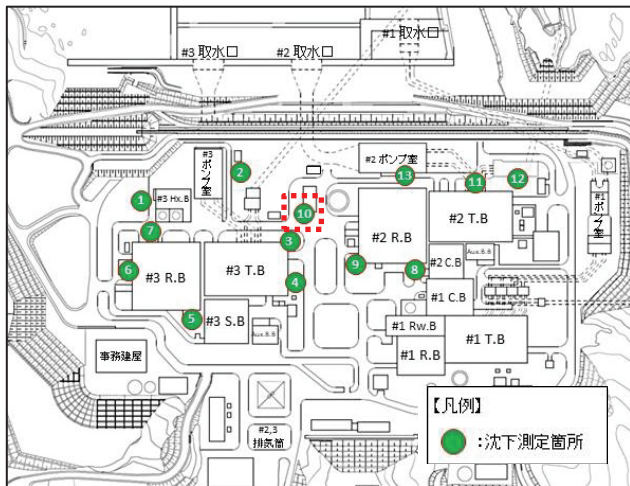 #3 取水口
#2 取水口
#1 取水口
#3 ポンプ室
2
#2 ポンプ室
13
11
12
#1 ポンプ室
1
#3 Hx.B
10
7
3
#2 R.B
#2 T.B
6
#3 R.B
#3 T.B
4
9
8
#2 C.B
Aux.B.B
5
#3 S.B
Aux.B.B
#1 C.B
#1 Rw.B
#1 T.B
#1 R.B
事務建屋
#2,3
排気筒
【凡例】
:沈下測定箇所